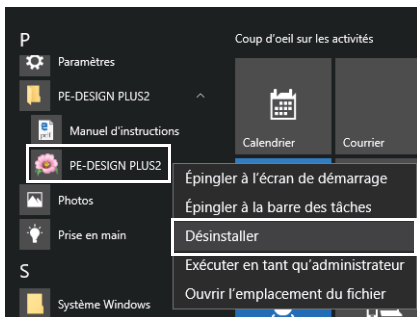 P
Coup d'oeil sur les activités
Paramètres
PE-DESIGN PLUS2
Manuel d'instructions
PE-DESIGN PLUS2
Photos
Prise en main
S
Système Windows
Calendrier
Courrier
Épingler à l'écran de démarrage
Épingler à la barre des tâches
Désinstaller
Exécuter en tant qu'administrateur
Ouvrir l'emplacement du fichier